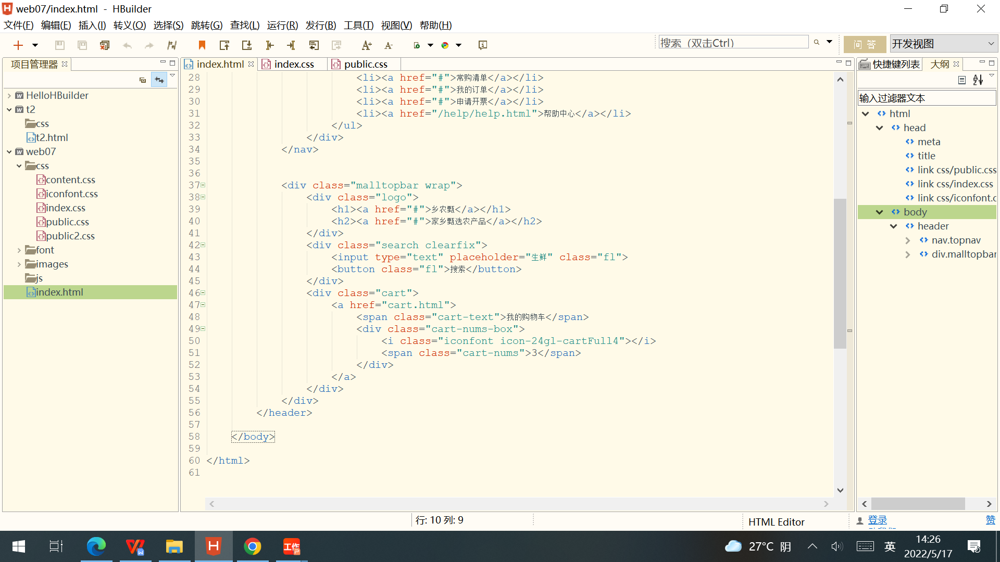 web07/index.html - HBuilder
文件(F) 编辑(E) 插入(I) 转义(O) 选择(S) 跳转(G) 查找(L) 运行(R) 发行(B) 工具(T) 视图(V) 帮助(H)
搜索（双击Ctrl）
问 答
开发视图
项目管理器
HelloHBuilder
t2
css
t2.html
web07
css
content.css
iconfont.css
index.css
public.css
public2.css
font
images
js
index.html
index.html
index.css
public.css
28 <li><a href="#">常购清单</a></li>
29 <li><a href="#">我的订单</a></li>
30 <li><a href="#">申请开票</a></li>
31 <li><a href="/help/help.html">帮助中心</a></li>
32 </ul>
33 </div>
34 </nav>
35
36
37 <div class="malltopbar wrap">
38 <div class="logo">
39 <h1><a href="#">乡农甄</a></h1>
40 <h2><a href="#">家乡甄选农产品</a></h2>
41 </div>
42 <div class="search clearfix">
43 <input type="text" placeholder="生鲜" class="fl">
44 <button class="fl">搜索</button>
45 </div>
46 <div class="cart">
47 <a href="cart.html">
48 <span class="cart-text">我的购物车</span>
49 <div class="cart-nums-box">
50 <i class="iconfont icon-24gl-cartFull4"></i>
51 <span class="cart-nums">3</span>
52 </div>
53 </a>
54 </div>
55 </div>
56 </header>
57
58 </body>
59
60 </html>
61
快捷键列表
大纲
输入过滤器文本
html
head
meta
title
link css/public.css
link css/index.css
link css/iconfont.c
body
header
nav.topnav
div.malltopbar
行: 10 列: 9
HTML Editor
登录
赞
27°C 阴
英
14:26
2022/5/17
工作